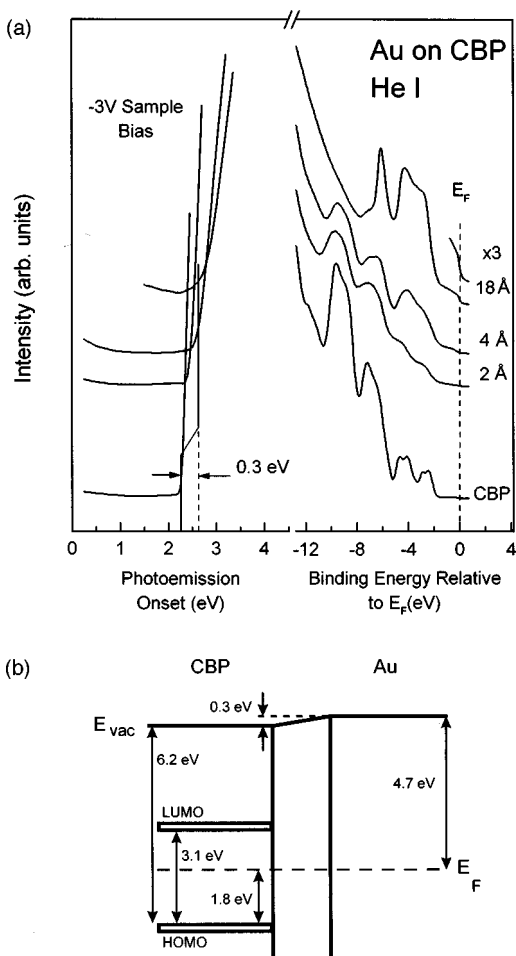 (a)
Au on CBP
He I
-3V Sample
Bias
Intensity (arb. units)
E_F
x3
18 Å
4 Å
2 Å
CBP
0.3 eV
0 1 2 3 4 -12 -8 -4 0
Photoemission
Onset (eV)
Binding Energy Relative
to E_F(eV)
(b)
CBP Au
0.3 eV
E vac
6.2 eV
4.7 eV
LUMO
3.1 eV
E_F
1.8 eV
HOMO